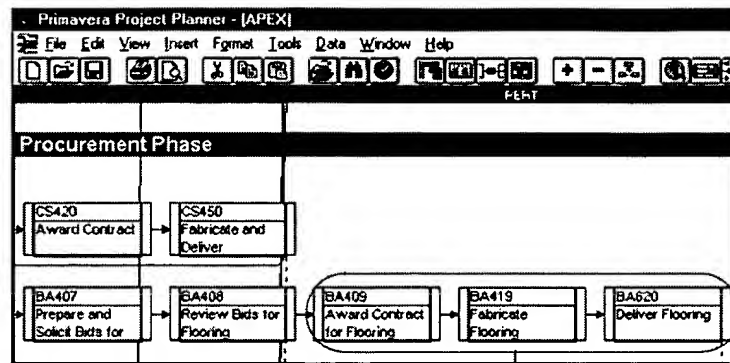 Primavera Project Planner - [APEX]
File Edit View Insert Format Tools Data Window Help
PERT
Procurement Phase
CS420
Award Contract
CS450
Fabricate and
Deliver
BA407
Prepare and
Solicit Bids for
BA408
Review Bids for
Flooring
BA409
Award Contract
for Flooring
BA419
Fabricate
Flooring
BA620
Deliver Flooring